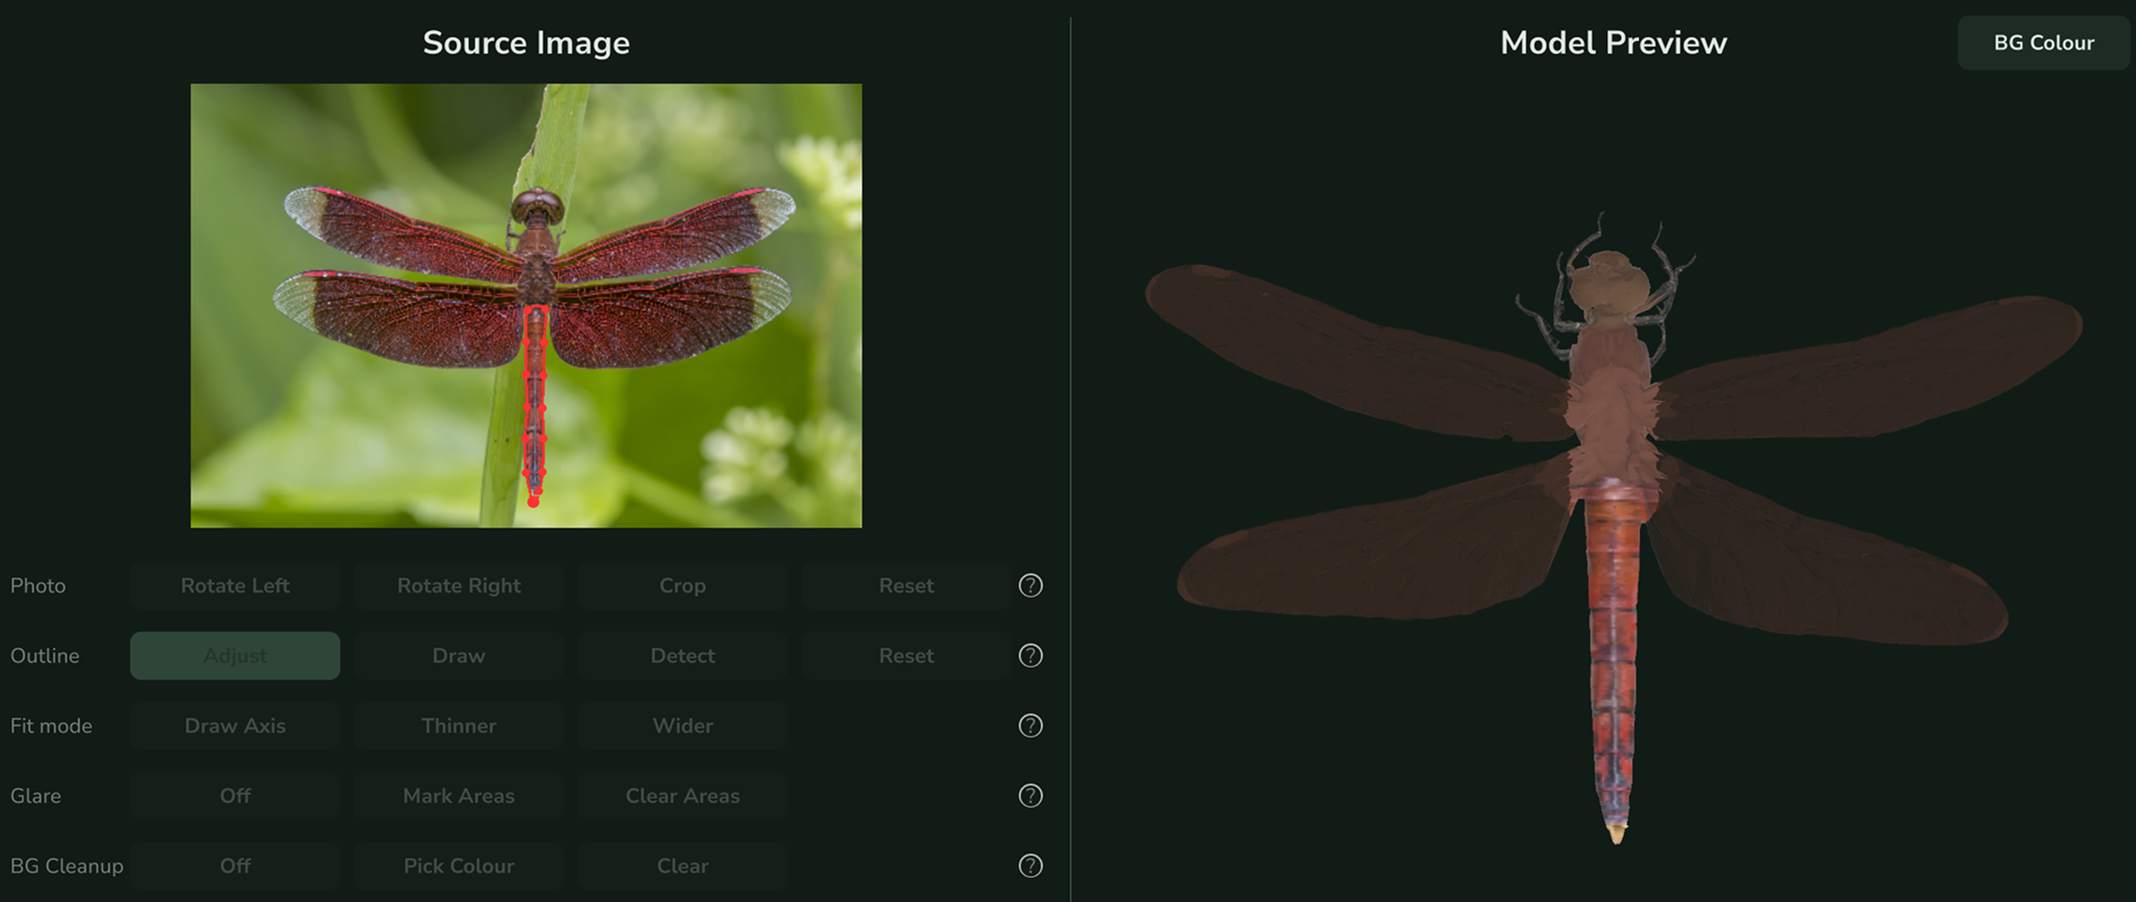 Source Image
Model Preview
BG Colour
Photo Rotate Left Rotate Right Crop Reset ?
Outline Adjust Draw Detect Reset ?
Fit mode Draw Axis Thinner Wider ?
Glare Off Mark Areas Clear Areas ?
BG Cleanup Off Pick Colour Clear ?